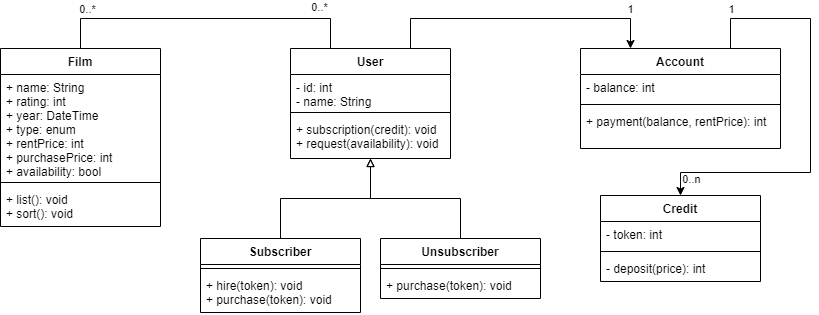 0..*
0..*
1
1
Film
+ name: String
+ rating: int
+ year: DateTime
+ type: enum
+ rentPrice: int
+ purchasePrice: int
+ availability: bool
+ list(): void
+ sort(): void
User
- id: int
- name: String
+ subscription(credit): void
+ request(availability): void
Account
- balance: int
+ payment(balance, rentPrice): int
0..n
Credit
- token: int
- deposit(price): int
Subscriber
+ hire(token): void
+ purchase(token): void
Unsubscriber
+ purchase(token): void